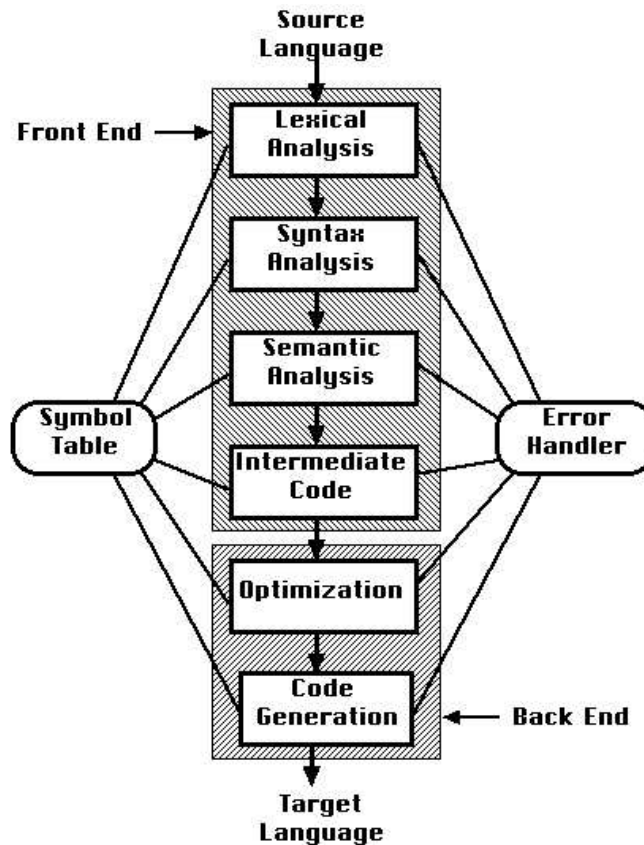 Source
Language
Front End
Lexical
Analysis
Syntax
Analysis
Semantic
Analysis
Symbol
Table
Error
Handler
Intermediate
Code
Optimization
Code
Generation
Back End
Target
Language